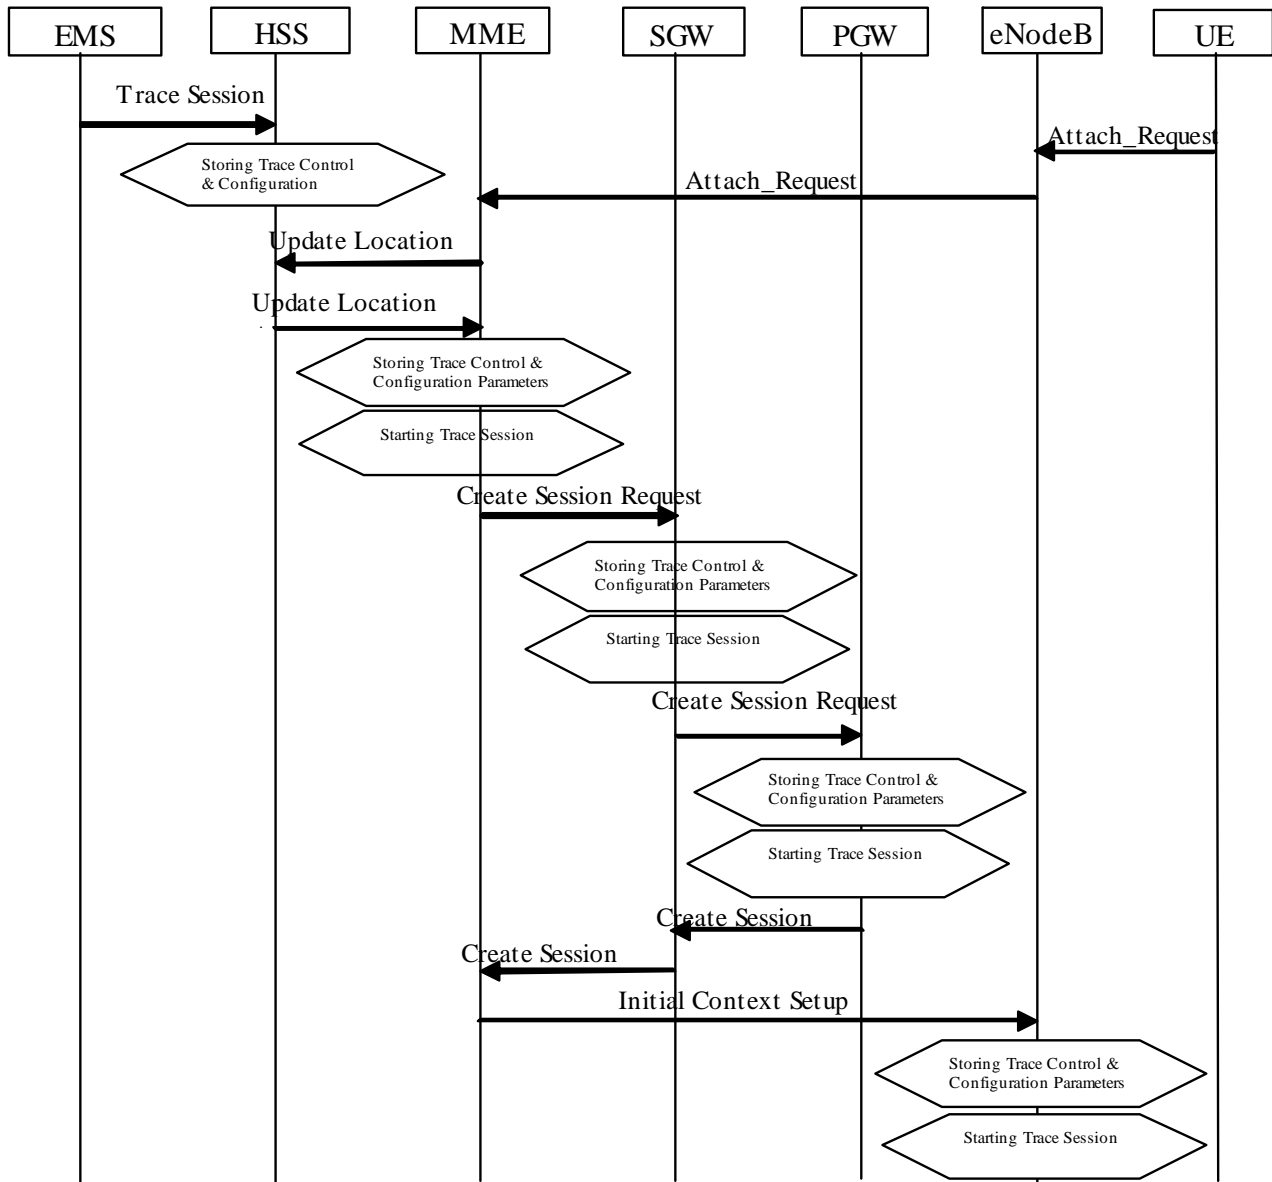 EMS
HSS
MME
SGW
PGW
eNodeB
UE
Trace Session
Attach_Request
Storing Trace Control
& Configuration
Attach_Request
Update Location
Update Location
Storing Trace Control &
Configuration Parameters
Starting Trace Session
Create Session Request
Storing Trace Control &
Configuration Parameters
Starting Trace Session
Create Session Request
Storing Trace Control &
Configuration Parameters
Starting Trace Session
Create Session
Create Session
Initial Context Setup
Storing Trace Control &
Configuration Parameters
Starting Trace Session